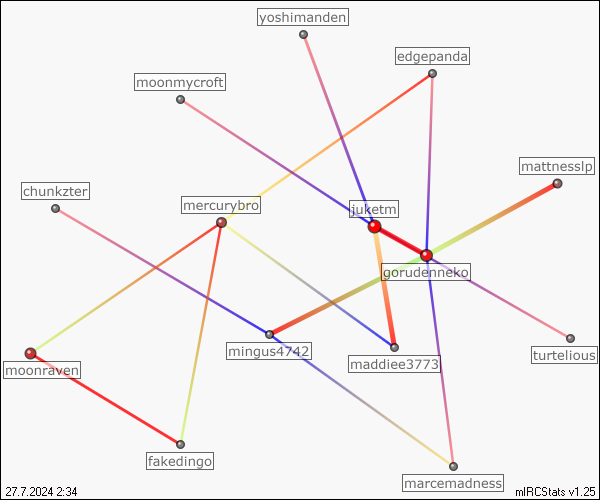 yoshimanden
edgepanda
moonmycroft
mattnesslp
chunkzter
mercurybro
juketm
gorudenneko
mingus4742
maddiee3773
turtelious
moonraven
fakedingo
marcemadness
27.7.2024 2:34
mIRCStats v1.25